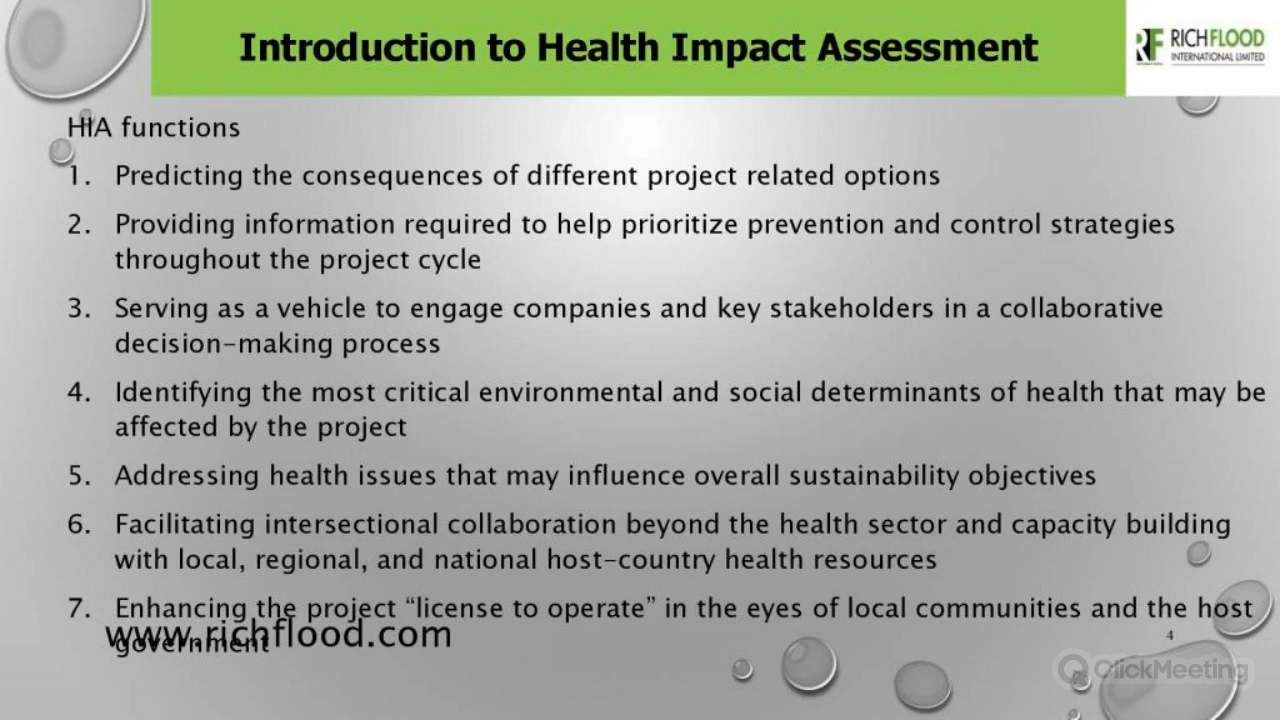 Introduction to Health Impact Assessment
RF RICHFLOOD
INTERNATIONAL LIMITED
HIA functions
1. Predicting the consequences of different project related options
2. Providing information required to help prioritize prevention and control strategies
throughout the project cycle
3. Serving as a vehicle to engage companies and key stakeholders in a collaborative
decision-making process
4. Identifying the most critical environmental and social determinants of health that may be
affected by the project
5. Addressing health issues that may influence overall sustainability objectives
6. Facilitating intersectional collaboration beyond the health sector and capacity building
with local, regional, and national host-country health resources
7. Enhancing the project “license to operate” in the eyes of local communities and the host
government
www.richflood.com
4
ClickMeeting